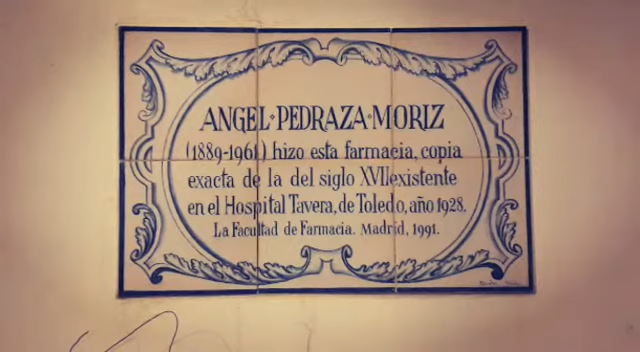 ANGEL·PEDRAZA·MORIZ
(1889-1961) hizo esta farmacia, copia
exacta de la del siglo XVII existente
en el Hospital Tavera, de Toledo, año 1928.
La Facultad de Farmacia. Madrid, 1991.